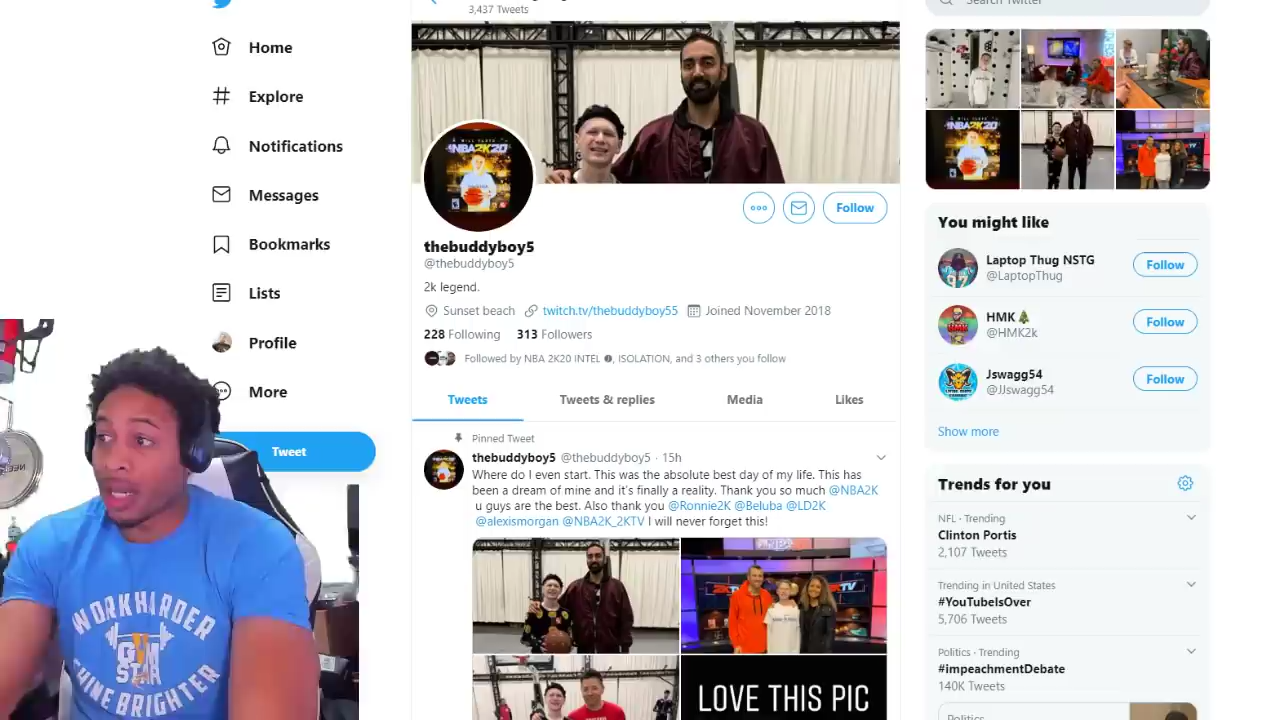 3,437 Tweets
Search Twitter
Home
Explore
Notifications
Messages
Bookmarks
Lists
Profile
More
Tweet
NBA2K20
Follow
thebuddyboy5
@thebuddyboy5
2k legend.
Sunset beach twitch.tv/thebuddyboy55 Joined November 2018
228 Following 313 Followers
Followed by NBA 2K20 INTEL, ISOLATION, and 3 others you follow
Tweets Tweets & replies Media Likes
Pinned Tweet
thebuddyboy5 @thebuddyboy5 · 15h
Where do I even start. This was the absolute best day of my life. This has
been a dream of mine and it's finally a reality. Thank you so much @NBA2K
u guys are the best. Also thank you @Ronnie2K @Beluba @LD2K
@alexismorgan @NBA2K_2KTV I will never forget this!
LOVE THIS PIC
You might like
Laptop Thug NSTG
@LaptopThug
Follow
HMK🎄
@HMK2k
Follow
Jswagg54
@JJswagg54
Follow
Show more
Trends for you
NFL · Trending
Clinton Portis
2,107 Tweets
Trending in United States
#YouTubeIsOver
5,706 Tweets
Politics · Trending
#impeachmentDebate
140K Tweets
Politics
WORK HARDER
GYM
STAR
SHINE BRIGHTER